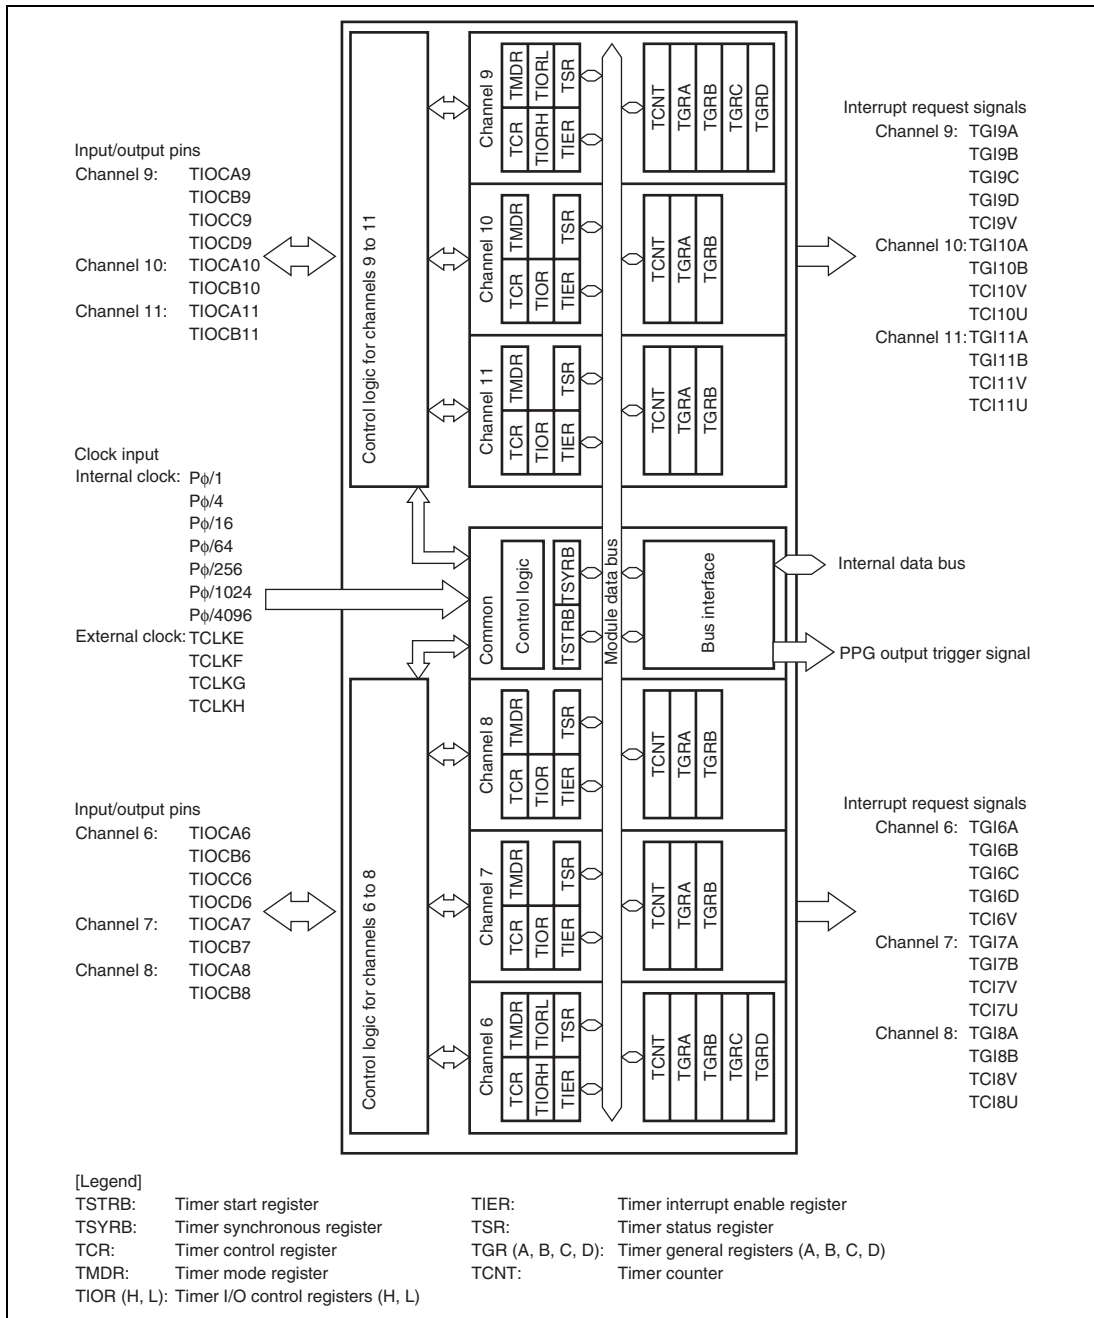 Input/output pins
Channel 9: TIOCA9
TIOCB9
TIOCC9
TIOCD9
Channel 10: TIOCA10
TIOCB10
Channel 11: TIOCA11
TIOCB11
Clock input
Internal clock: Pϕ/1
Pϕ/4
Pϕ/16
Pϕ/64
Pϕ/256
Pϕ/1024
Pϕ/4096
External clock: TCLKE
TCLKF
TCLKG
TCLKH
Input/output pins
Channel 6: TIOCA6
TIOCB6
TIOCC6
TIOCD6
Channel 7: TIOCA7
TIOCB7
Channel 8: TIOCA8
TIOCB8
Control logic for channels 9 to 11
Channel 9
TCR TMDR
TIORH TIORL
TIER TSR
TCNT
TGRA
TGRB
TGRC
TGRD
Channel 10
TCR TMDR
TIOR
TIER TSR
TCNT
TGRA
TGRB
Channel 11
TCR TMDR
TIOR
TIER TSR
TCNT
TGRA
TGRB
Common
Control logic
TSTRB TSYRB
Module data bus
Bus interface
Control logic for channels 6 to 8
Channel 8
TCR TMDR
TIOR
TIER TSR
TCNT
TGRA
TGRB
Channel 7
TCR TMDR
TIOR
TIER TSR
TCNT
TGRA
TGRB
Channel 6
TCR TMDR
TIORH TIORL
TIER TSR
TCNT
TGRA
TGRB
TGRC
TGRD
Interrupt request signals
Channel 9: TGI9A
TGI9B
TGI9C
TGI9D
TCI9V
Channel 10: TGI10A
TGI10B
TCI10V
TCI10U
Channel 11: TGI11A
TGI11B
TCI11V
TCI11U
Internal data bus
PPG output trigger signal
Interrupt request signals
Channel 6: TGI6A
TGI6B
TGI6C
TGI6D
TCI6V
Channel 7: TGI7A
TGI7B
TCI7V
TCI7U
Channel 8: TGI8A
TGI8B
TCI8V
TCI8U
[Legend]
TSTRB: Timer start register
TSYRB: Timer synchronous register
TCR: Timer control register
TMDR: Timer mode register
TIOR (H, L): Timer I/O control registers (H, L)
TIER: Timer interrupt enable register
TSR: Timer status register
TGR (A, B, C, D): Timer general registers (A, B, C, D)
TCNT: Timer counter